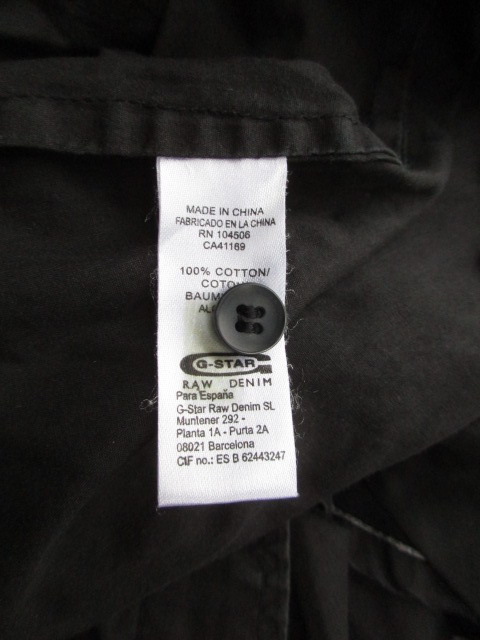 MADE IN CHINA
FABRICADO EN LA CHINA
RN 104506
CA41169
100% COTTON/
G-STAR
RAW DENIM
Para España
G-Star Raw Denim SL
Muntener 292 -
Planta 1A - Purta 2A
08021 Barcelona
CIF no.: ES B 62443247